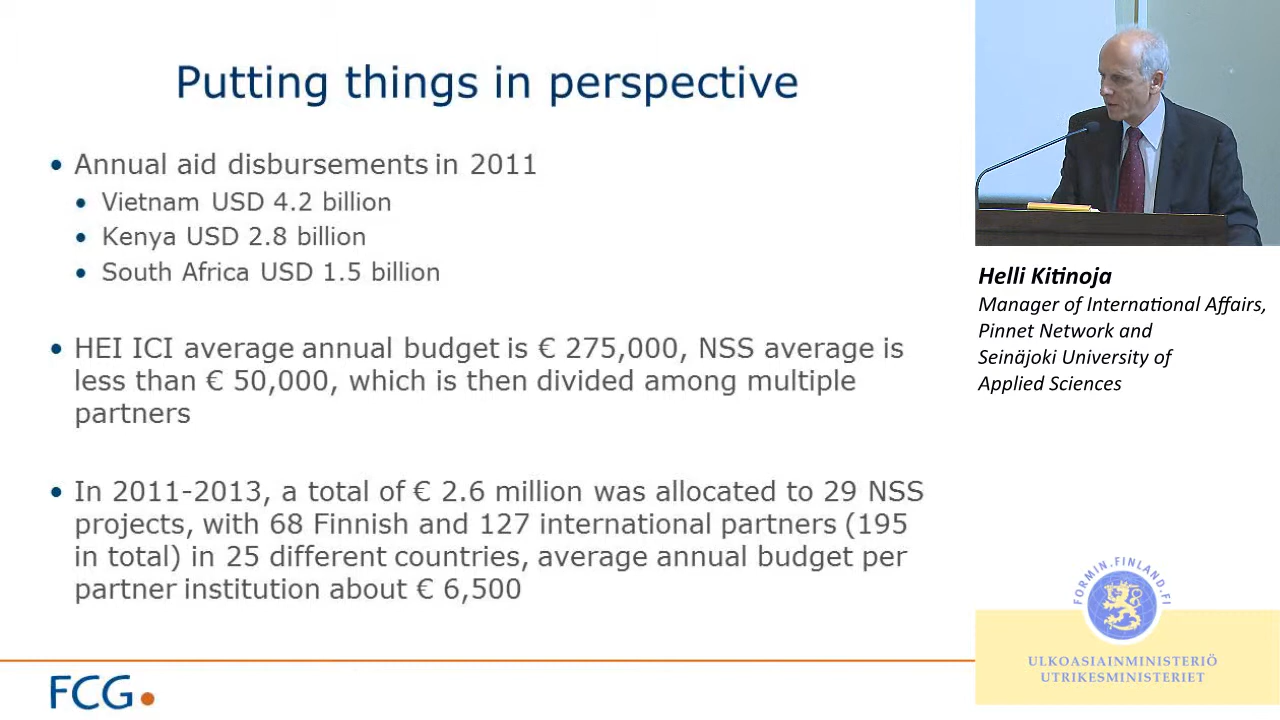 Putting things in perspective
• Annual aid disbursements in 2011
• Vietnam USD 4.2 billion
• Kenya USD 2.8 billion
• South Africa USD 1.5 billion
• HEI ICI average annual budget is € 275,000, NSS average is
less than € 50,000, which is then divided among multiple
partners
• In 2011-2013, a total of € 2.6 million was allocated to 29 NSS
projects, with 68 Finnish and 127 international partners (195
in total) in 25 different countries, average annual budget per
partner institution about € 6,500
FCG
Helli Kitinoja
Manager of International Affairs,
Pinnet Network and
Seinäjoki University of
Applied Sciences
FORMIN.FINLAND.FI
ULKOASIAINMINISTERIÖ
UTRIKESMINISTERIET